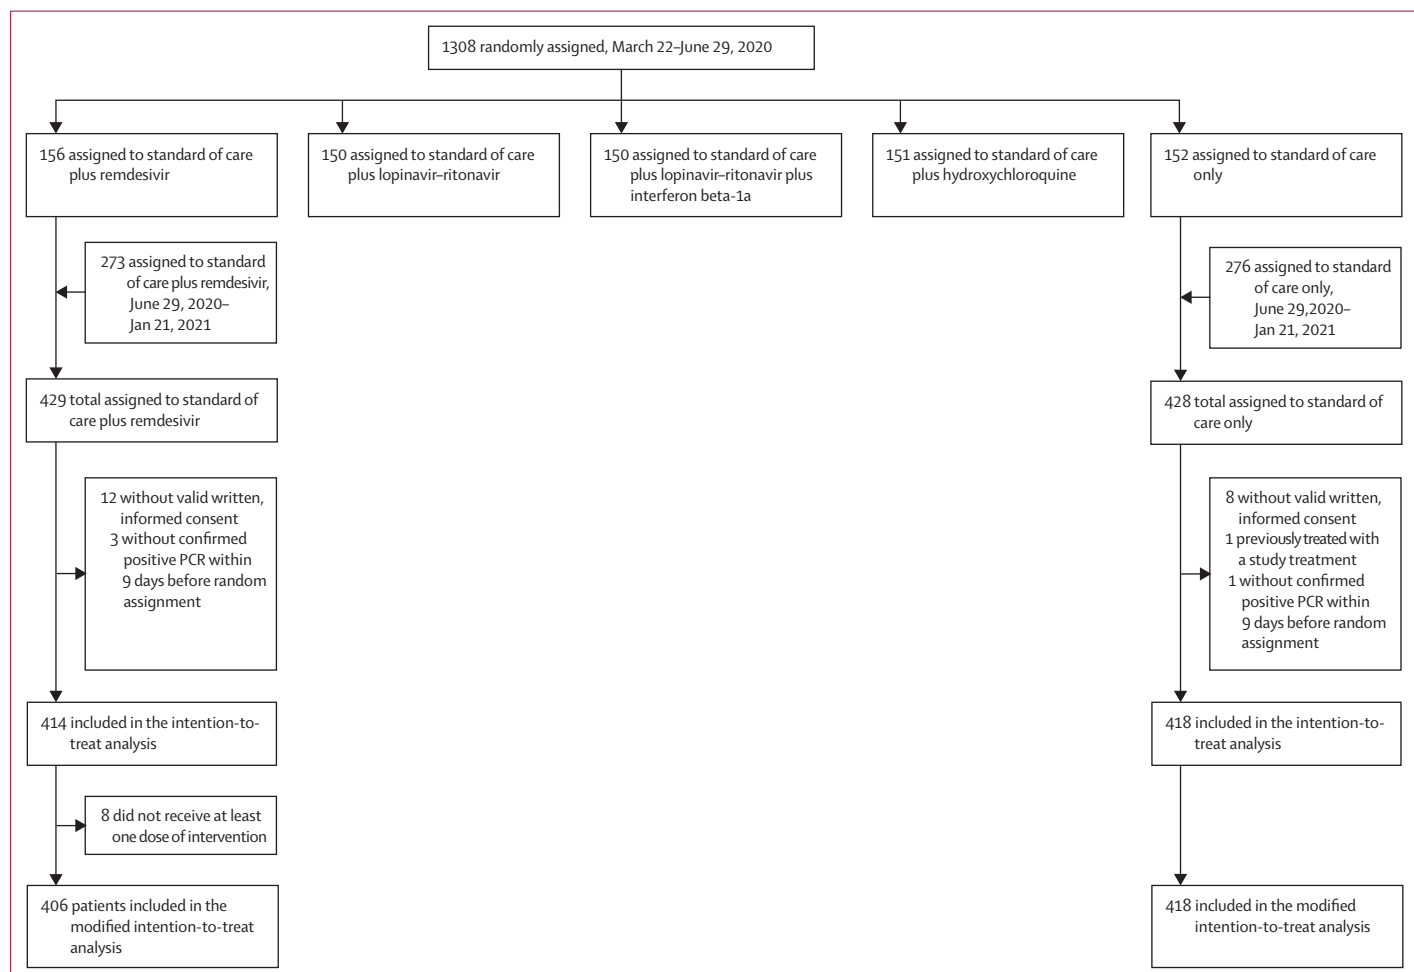 1308 randomly assigned, March 22–June 29, 2020
156 assigned to standard of care
plus remdesivir
150 assigned to standard of care
plus lopinavir–ritonavir
150 assigned to standard of care
plus lopinavir–ritonavir plus
interferon beta-1a
151 assigned to standard of care
plus hydroxychloroquine
152 assigned to standard of care
only
273 assigned to standard
of care plus remdesivir,
June 29, 2020–
Jan 21, 2021
276 assigned to standard
of care only,
June 29,2020–
Jan 21, 2021
429 total assigned to standard of
care plus remdesivir
428 total assigned to standard of
care only
12 without valid written,
informed consent
3 without confirmed
positive PCR within
9 days before random
assignment
8 without valid written,
informed consent
1 previously treated with
a study treatment
1 without confirmed
positive PCR within
9 days before random
assignment
414 included in the intention-to-
treat analysis
418 included in the intention-to-
treat analysis
8 did not receive at least
one dose of intervention
406 patients included in the
modified intention-to-treat
analysis
418 included in the modified
intention-to-treat analysis